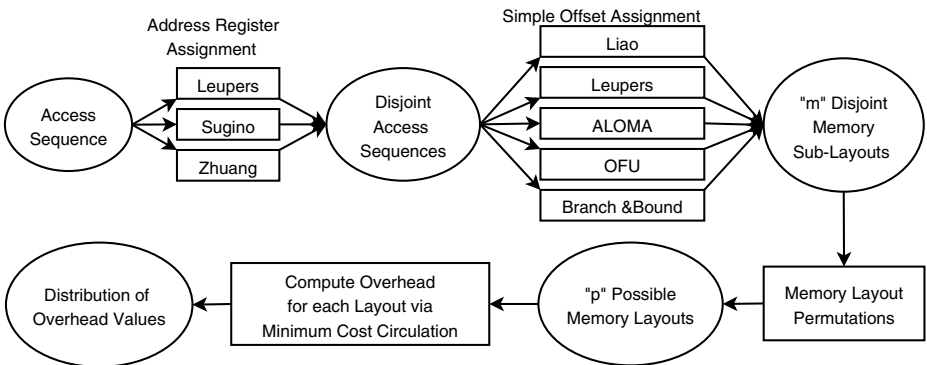 Simple Offset Assignment
Address Register
Assignment
Access
Sequence
Leupers
Sugino
Zhuang
Disjoint
Access
Sequences
Liao
Leupers
ALOMA
OFU
Branch &Bound
"m" Disjoint
Memory
Sub-Layouts
Memory Layout
Permutations
"p" Possible
Memory Layouts
Compute Overhead
for each Layout via
Minimum Cost Circulation
Distribution of
Overhead Values